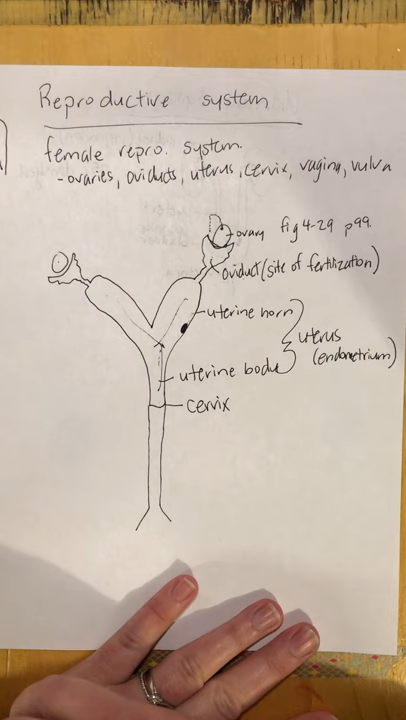 Reproductive system
female repro. system.
-ovaries, oviducts, uterus, cervix, vagina, vulva
ovary fig 4-29 p99.
oviduct (site of fertilization)
uterine horn
uterus
(endometrium)
uterine body
cervix